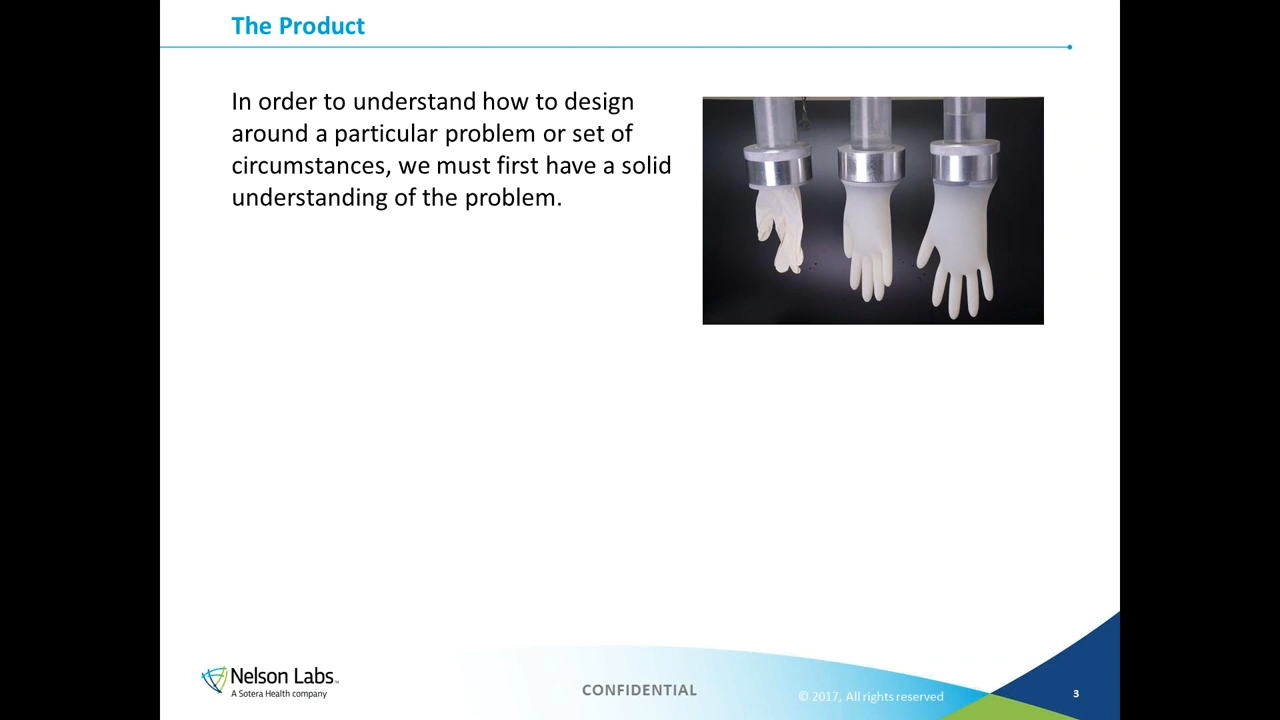 The Product
In order to understand how to design
around a particular problem or set of
circumstances, we must first have a solid
understanding of the problem.
Nelson Labs™
A Sotera Health company
CONFIDENTIAL
© 2017, All rights reserved
3